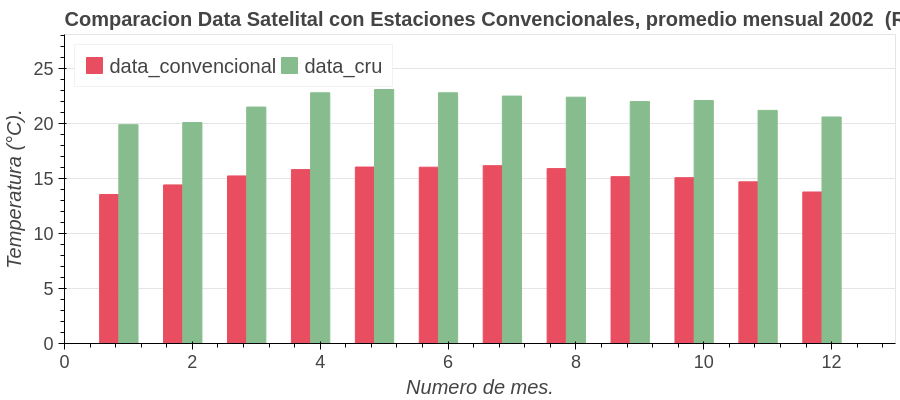 Comparacion Data Satelital con Estaciones Convencionales, promedio mensual 2002 (R
data_convencional data_cru
Temperatura (°C).
25
20
15
10
5
0
0 2 4 6 8 10 12
Numero de mes.